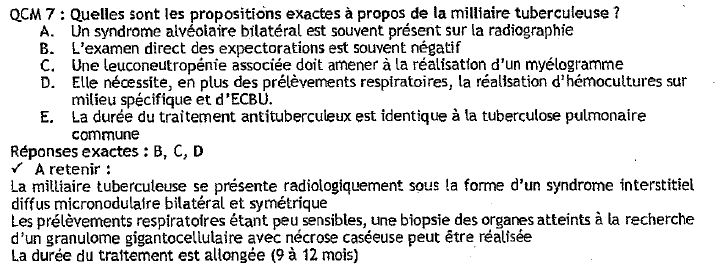 QCM 7 : Quelles sont les propositions exactes à propos de la milliaire tuberculeuse ?
A. Un syndrome alvéolaire bilatéral est souvent présent sur la radiographie
B. L'examen direct des expectorations est souvent négatif
C. Une leuconeutropénie associée doit amener à la réalisation d'un myélogramme
D. Elle nécessite, en plus des prélèvements respiratoires, la réalisation d'hémocultures sur
milieu spécifique et d'ECBU.
E. La durée du traitement antituberculeux est identique à la tuberculose pulmonaire
commune
Réponses exactes : B, C, D
✓ A retenir :
La milliaire tuberculeuse se présente radiologiquement sous la forme d'un syndrome interstitiel
diffus micronodulaire bilatéral et symétrique
Les prélèvements respiratoires étant peu sensibles, une biopsie des organes atteints à la recherche
d'un granulome gigantocellulaire avec nécrose caséeuse peut être réalisée
La durée du traitement est allongée (9 à 12 mois)